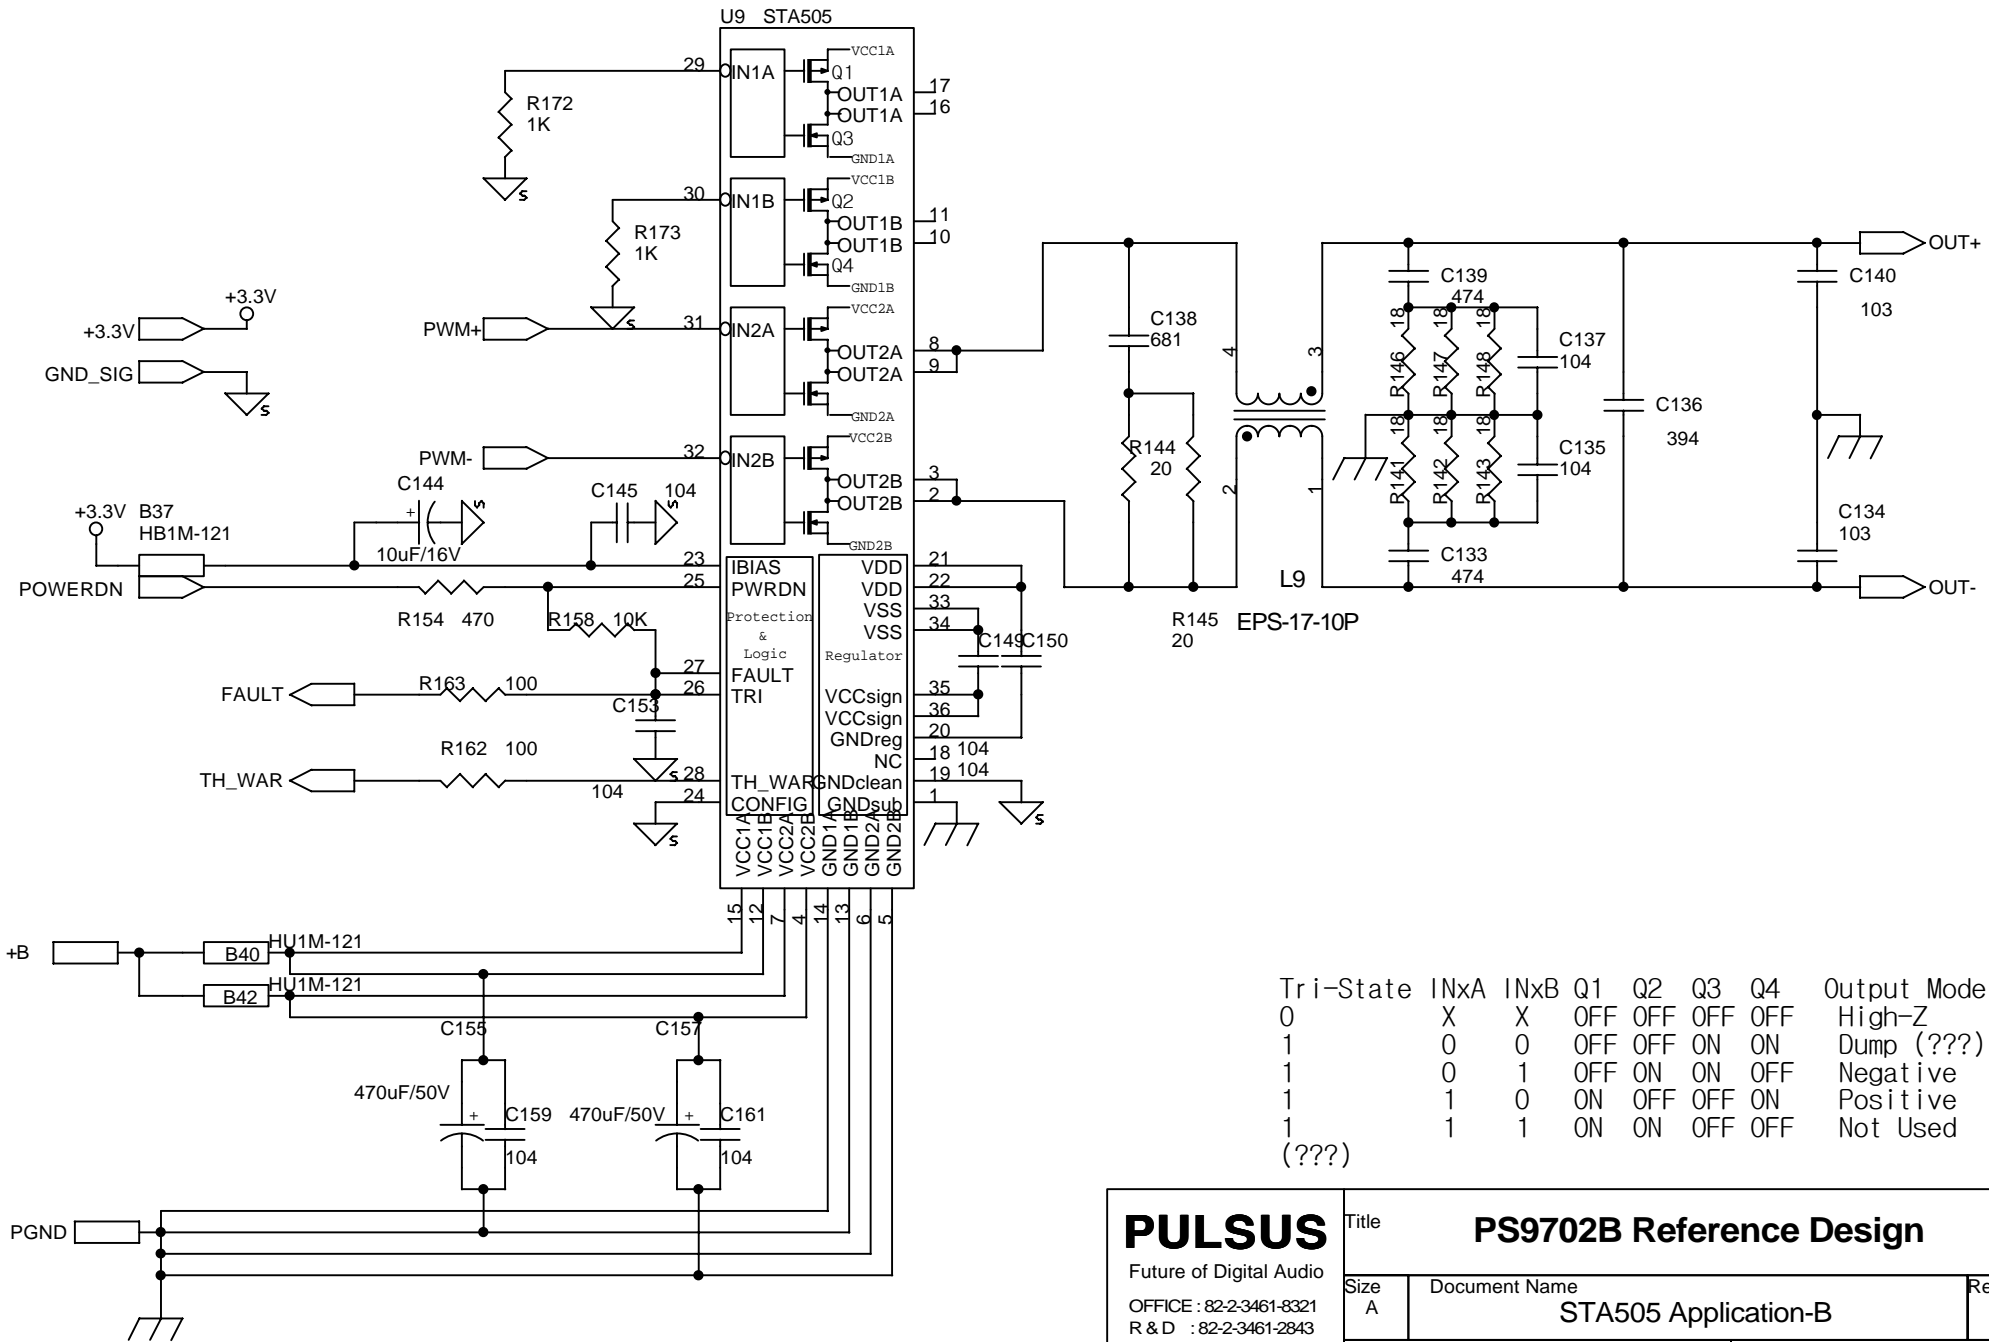 U9 STA505
VCC1A
29
IN1A
Q1
17
OUT1A
16
OUT1A
R172
1K
Q3
GND1A
S
VCC1B
30
IN1B
Q2
11
OUT1B
10
OUT1B
R173
1K
Q4
GND1B
S
OUT+
C139
474
C140
103
+3.3V
+3.3V
GND_SIG
S
PWM+
31
IN2A
VCC2A
8
OUT2A
9
OUT2A
GND2A
C138
681
4
3
18
18
18
R146
R147
R148
C137
104
C136
394
PWM-
32
IN2B
VCC2B
3
OUT2B
2
OUT2B
GND2B
R144
20
2
1
18
18
18
R141
R142
R143
C135
104
C134
103
C133
474
OUT-
L9
EPS-17-10P
R145
20
+3.3V
B37
HB1M-121
C144
+
10uF/16V
S
C145
104
S
23
IBIAS
POWERDN
25
PWRDN
R154 470
R158 10K
Protection
&
Logic
27
FAULT
26
TRI
FAULT
R163 100
C153
S
104
R162 100
TH_WAR
28
TH_WAR
24
CONFIG
S
VDD
21
VDD
22
VSS
33
VSS
34
Regulator
C149
C150
VCCsign
35
VCCsign
36
GNDreg
20
NC
18
104
104
GNDclean
19
GNDsub
1
S
VCC1A
VCC1B
VCC2A
VCC2B
GND1A
GND1B
GND2A
GND2B
15
12
7
4
14
13
6
5
+B
B40
HU1M-121
B42
HU1M-121
C155
470uF/50V
+
C159
104
C157
470uF/50V
+
C161
104
PGND
Tri-State INxA INxB Q1 Q2 Q3 Q4 Output Mode
0 X X OFF OFF OFF OFF High-Z
1 0 0 OFF OFF ON ON Dump (???)
1 0 1 OFF ON ON OFF Negative
1 1 0 ON OFF OFF ON Positive
1 1 1 ON ON OFF OFF Not Used
(???)
PULSUS
Future of Digital Audio
OFFICE : 82-2-3461-8321
R & D : 82-2-3461-2843
Title
PS9702B Reference Design
Size
A
Document Name
STA505 Application-B
Re